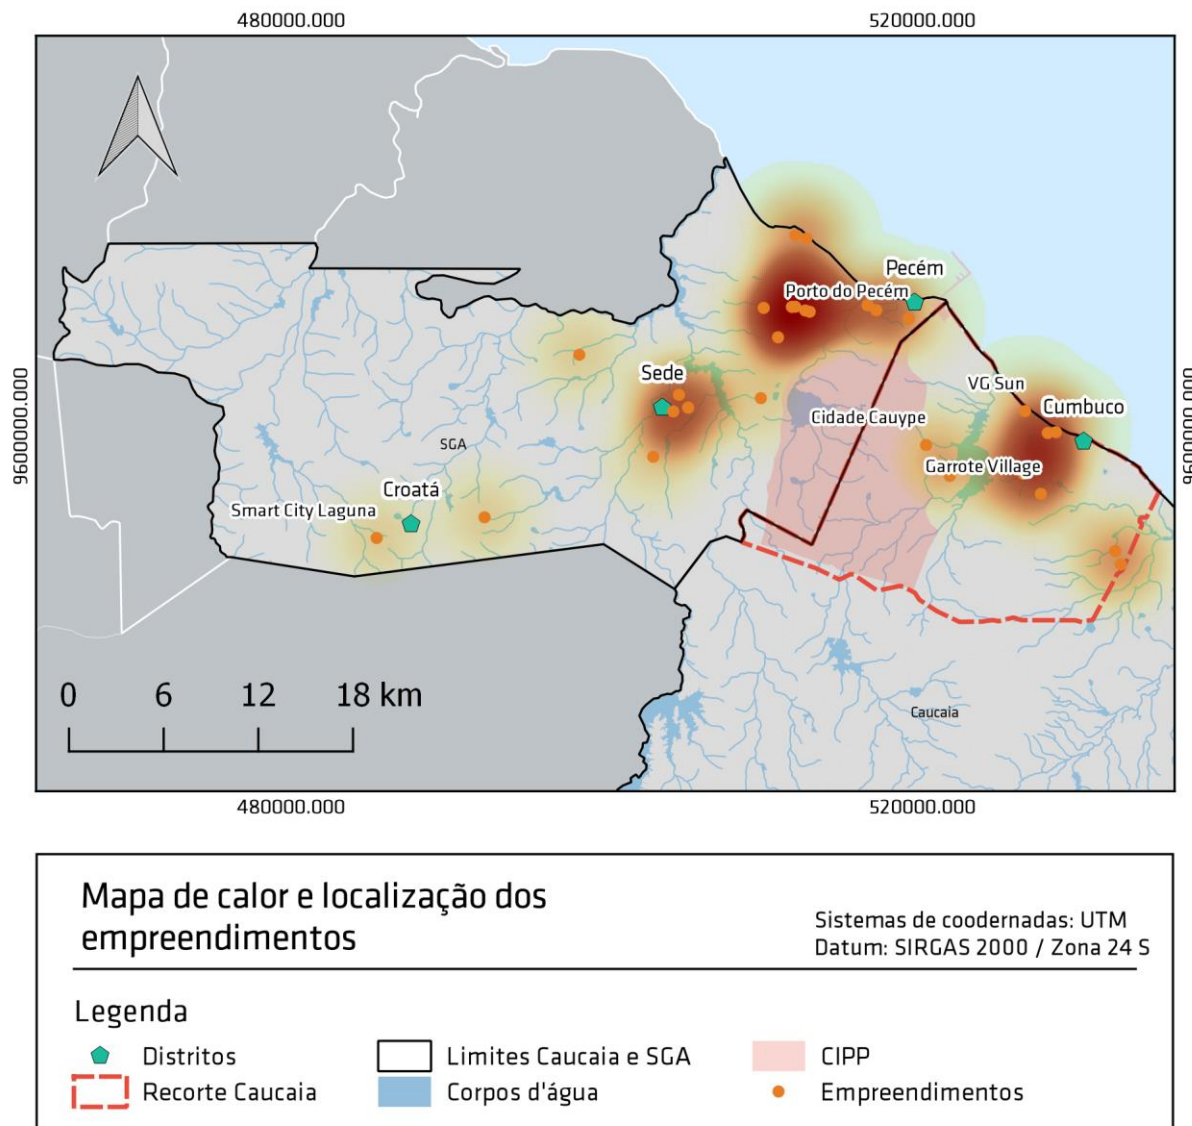 480000.000
520000.000
9600000.000
9600000.000
Pecém
Porto do Pecém
Sede
VG Sun
Cumbuco
Cidade Cauype
SGA
Garrote Village
Croatá
Smart City Laguna
0 6 12 18 km
Caucaia
480000.000
520000.000
Mapa de calor e localização dos
empreendimentos
Sistemas de coodernadas: UTM
Datum: SIRGAS 2000 / Zona 24 S
Legenda
Distritos
Limites Caucaia e SGA
CIPP
Recorte Caucaia
Corpos d'água
Empreendimentos